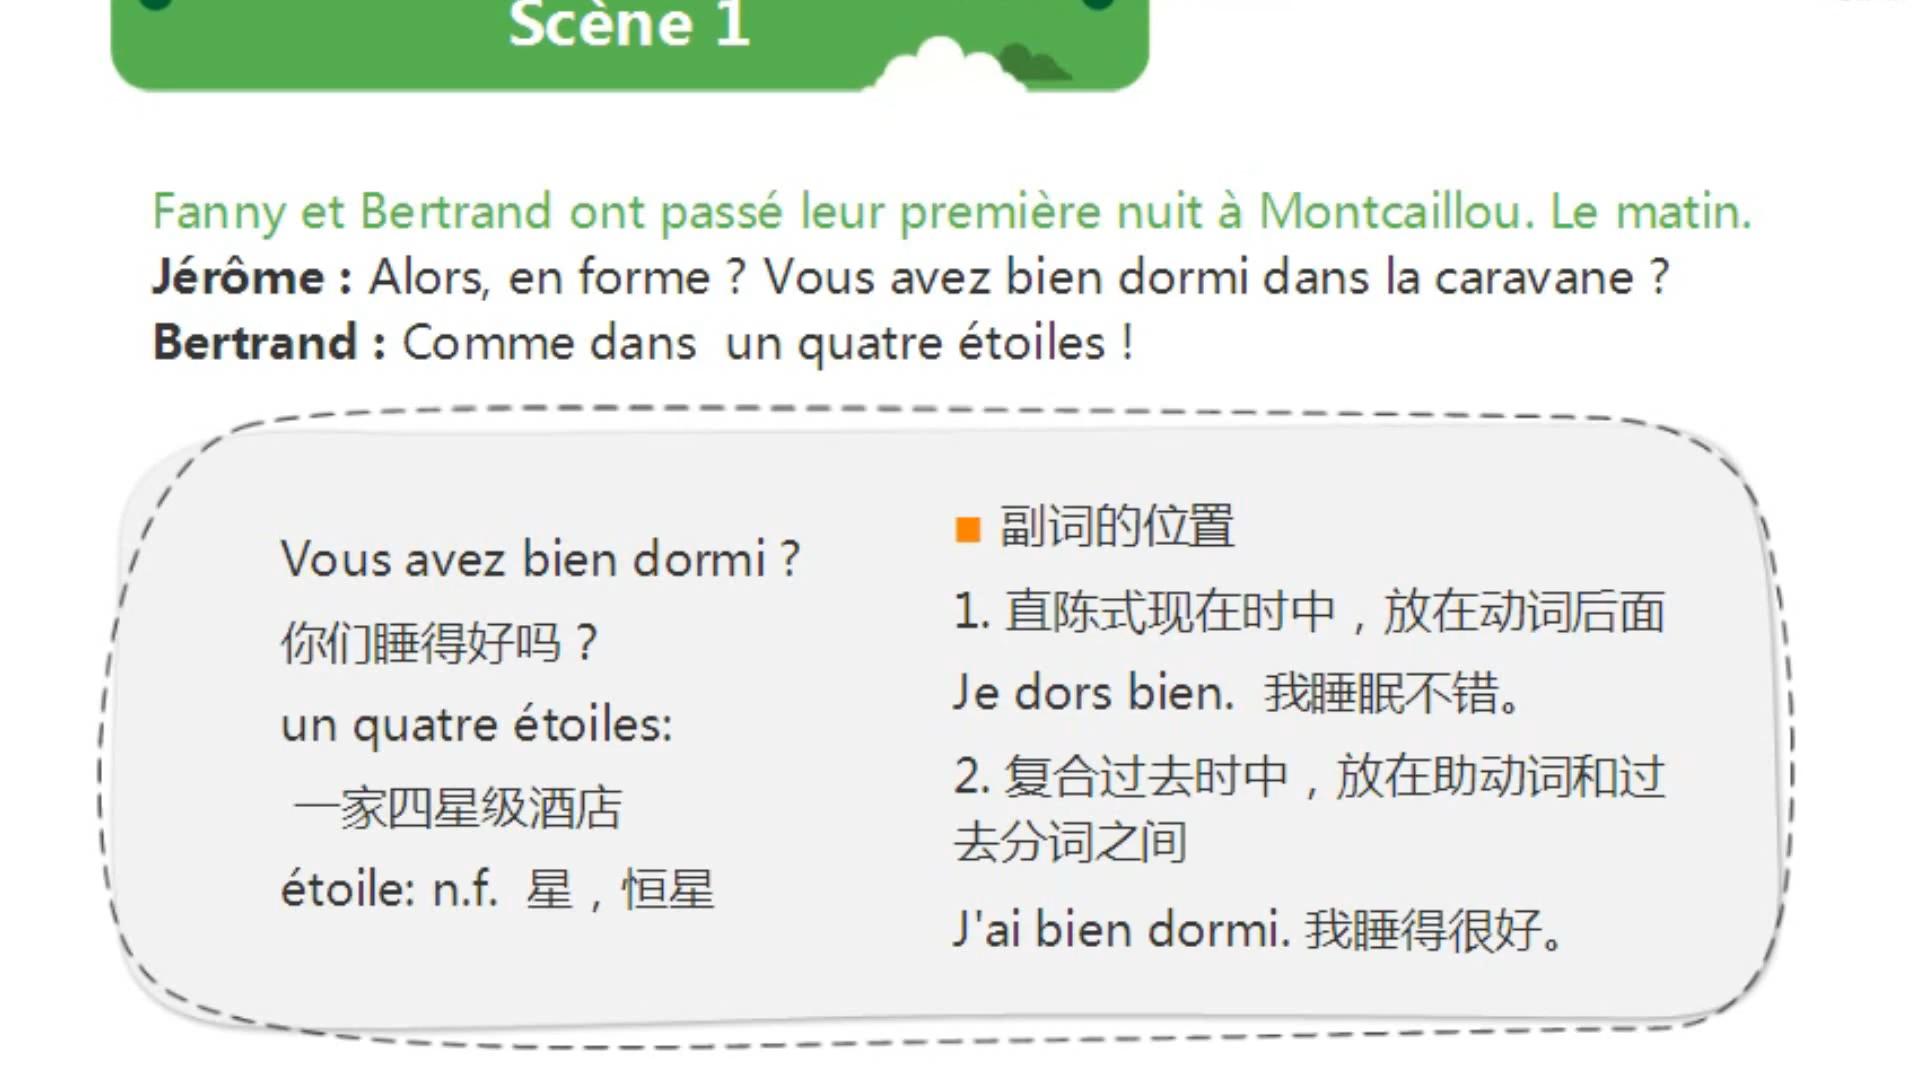 Scène 1
Fanny et Bertrand ont passé leur première nuit à Montcaillou. Le matin.
Jérôme : Alors, en forme ? Vous avez bien dormi dans la caravane ?
Bertrand : Comme dans un quatre étoiles !
Vous avez bien dormi ?
你们睡得好吗？
un quatre étoiles:
一家四星级酒店
étoile: n.f. 星，恒星
■ 副词的位置
1. 直陈式现在时中，放在动词后面
Je dors bien. 我睡眠不错。
2. 复合过去时中，放在助动词和过
去分词之间
J'ai bien dormi. 我睡得很好。